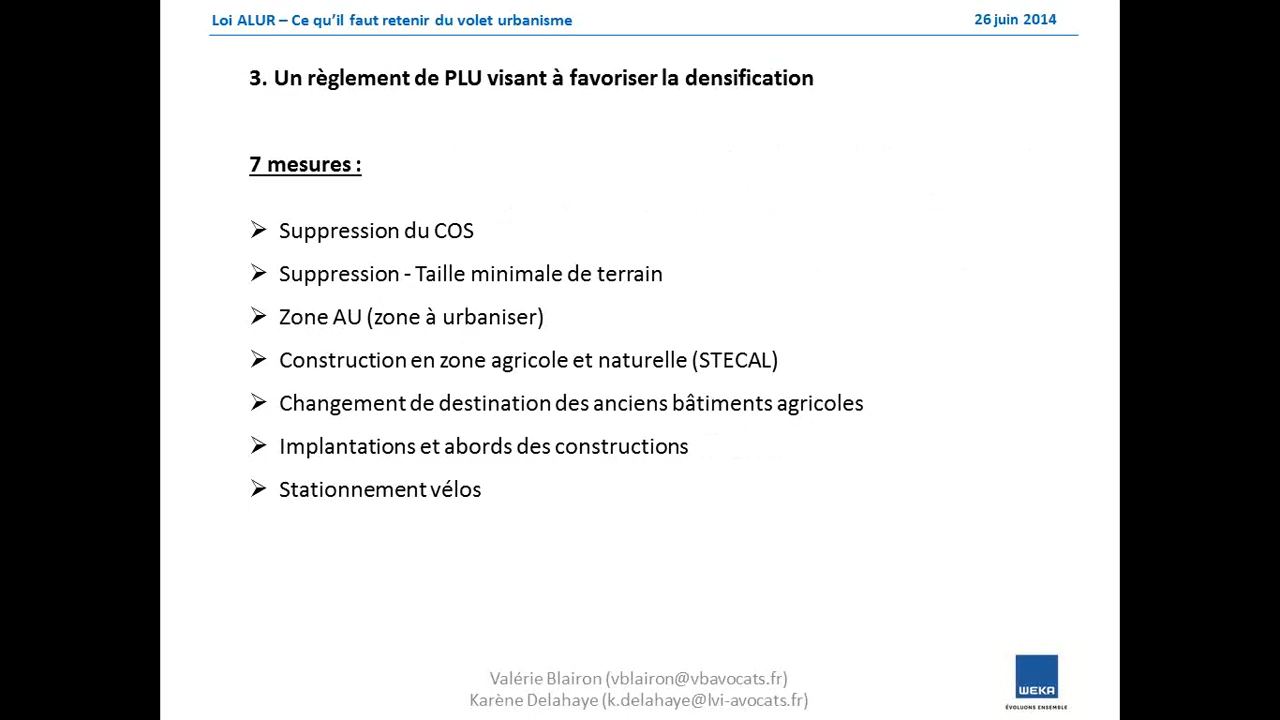 Loi ALUR – Ce qu'il faut retenir du volet urbanisme
26 juin 2014
3. Un règlement de PLU visant à favoriser la densification
7 mesures :
➢ Suppression du COS
➢ Suppression - Taille minimale de terrain
➢ Zone AU (zone à urbaniser)
➢ Construction en zone agricole et naturelle (STECAL)
➢ Changement de destination des anciens bâtiments agricoles
➢ Implantations et abords des constructions
➢ Stationnement vélos
Valérie Blairon (vblairon@vbavocats.fr)
Karène Delahaye (k.delahaye@lvi-avocats.fr)
WEKA
ÉVOLUONS ENSEMBLE